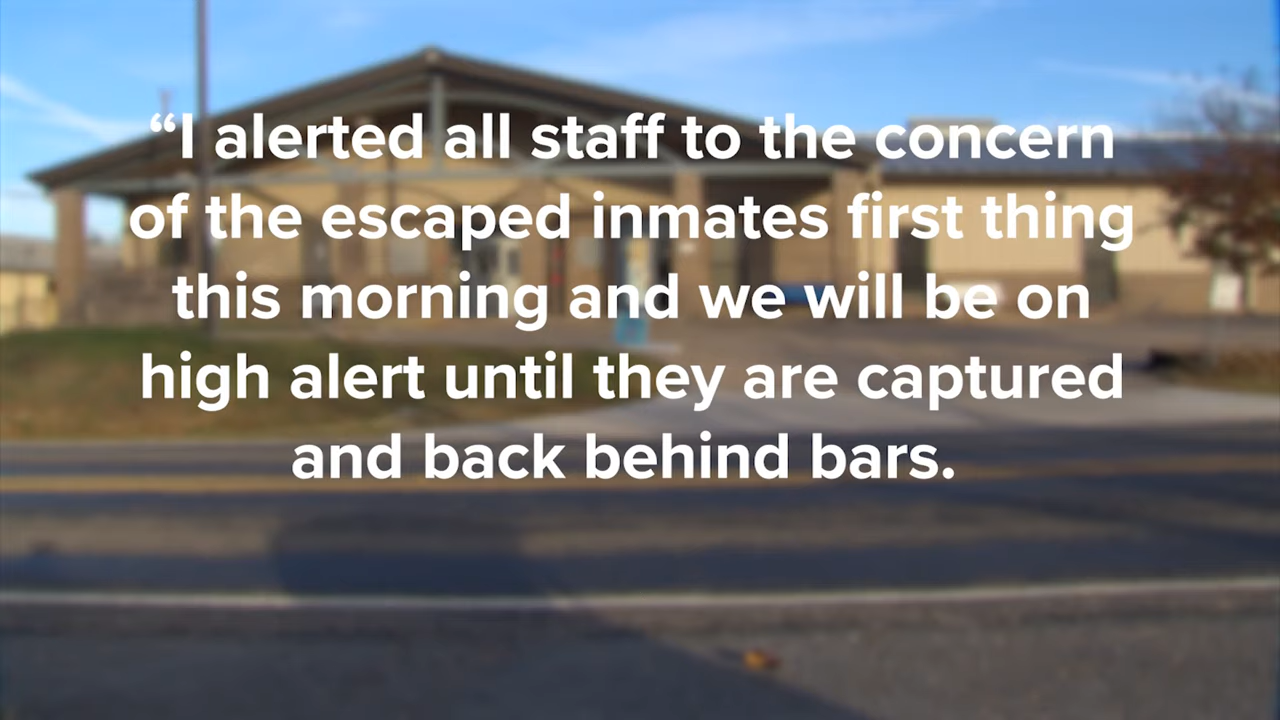 “I alerted all staff to the concern
of the escaped inmates first thing
this morning and we will be on
high alert until they are captured
and back behind bars.